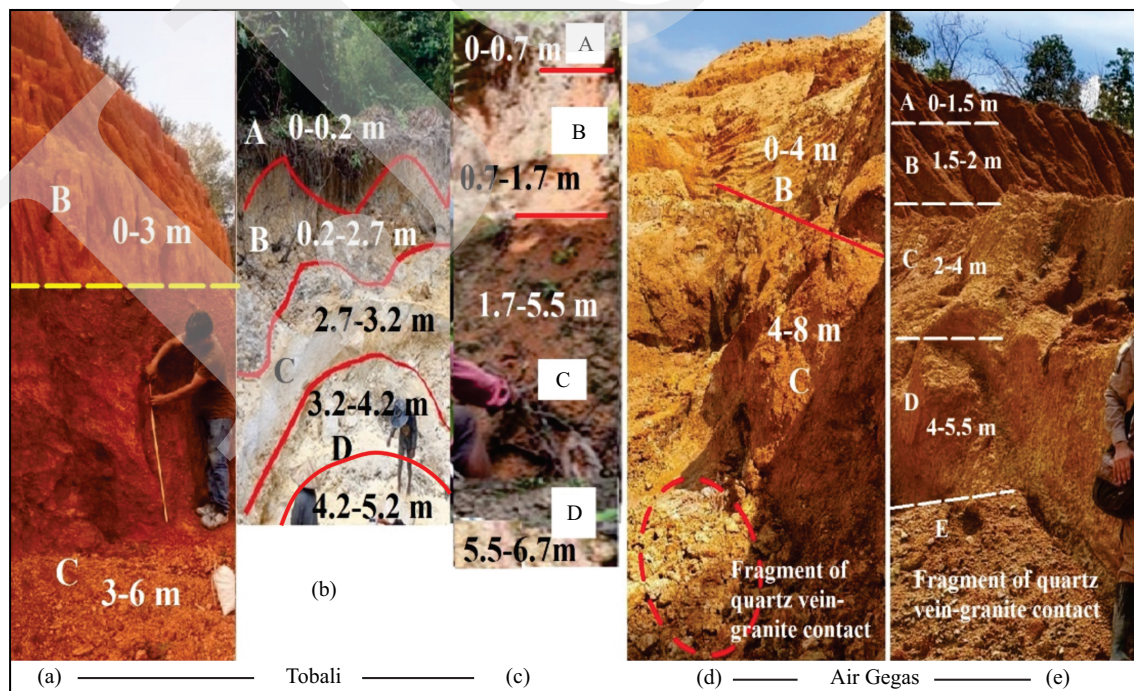 B
0-3 m
C
3-6 m
A
0-0.2 m
B
0.2-2.7 m
2.7-3.2 m
C
3.2-4.2 m
D
4.2-5.2 m
0-0.7 m
A
B
0.7-1.7 m
1.7-5.5 m
C
D
5.5-6.7m
0-4 m
B
4-8 m
C
Fragment of
quartz vein-
granite contact
A 0-1.5 m
B 1.5-2 m
C
2-4 m
D
4-5.5 m
E
Fragment of quartz
vein-granite contact
(b)
(a) Tobali (c) (d) Air Gegas (e)